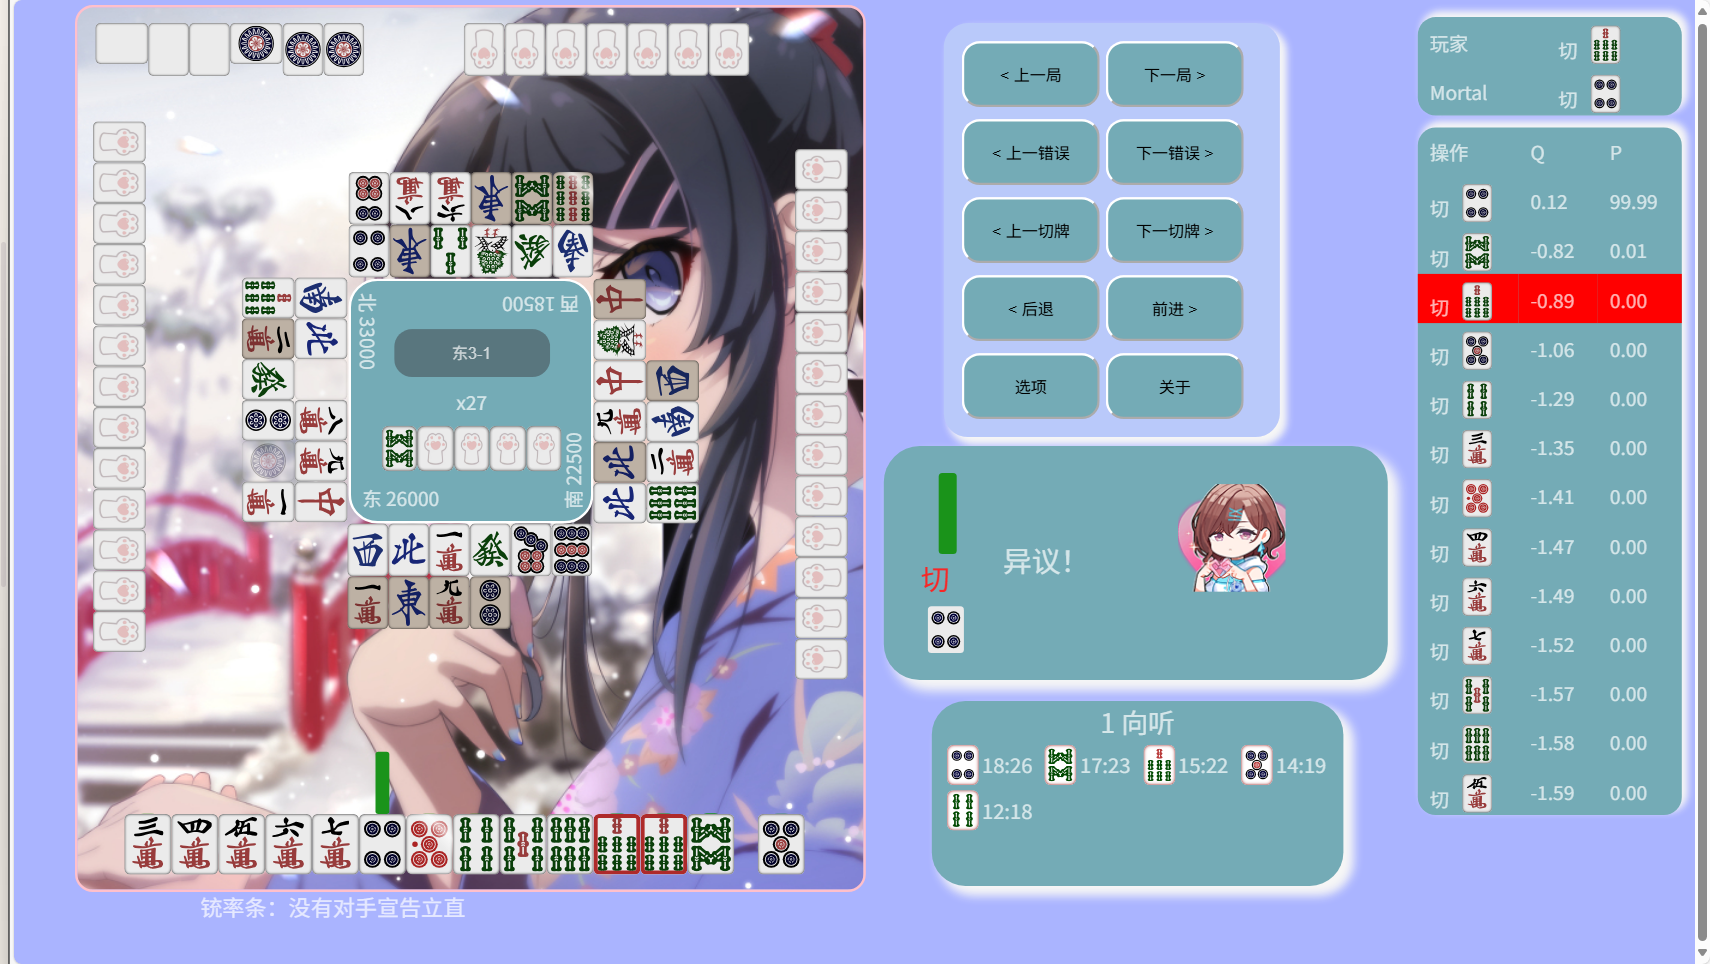 北 33000
西 18500
东3-1
x27
东 26000
南 22500
铳率条：没有对手宣告立直
< 上一局
下一局 >
< 上一错误
下一错误 >
< 上一切牌
下一切牌 >
< 后退
前进 >
选项
关于
切
异议！
1 向听
18:26
17:23
15:22
14:19
12:18
玩家 切
Mortal 切
操作 Q P
切 0.12 99.99
切 -0.82 0.01
切 -0.89 0.00
切 -1.06 0.00
切 -1.29 0.00
切 -1.35 0.00
切 -1.41 0.00
切 -1.47 0.00
切 -1.49 0.00
切 -1.52 0.00
切 -1.57 0.00
切 -1.58 0.00
切 -1.59 0.00